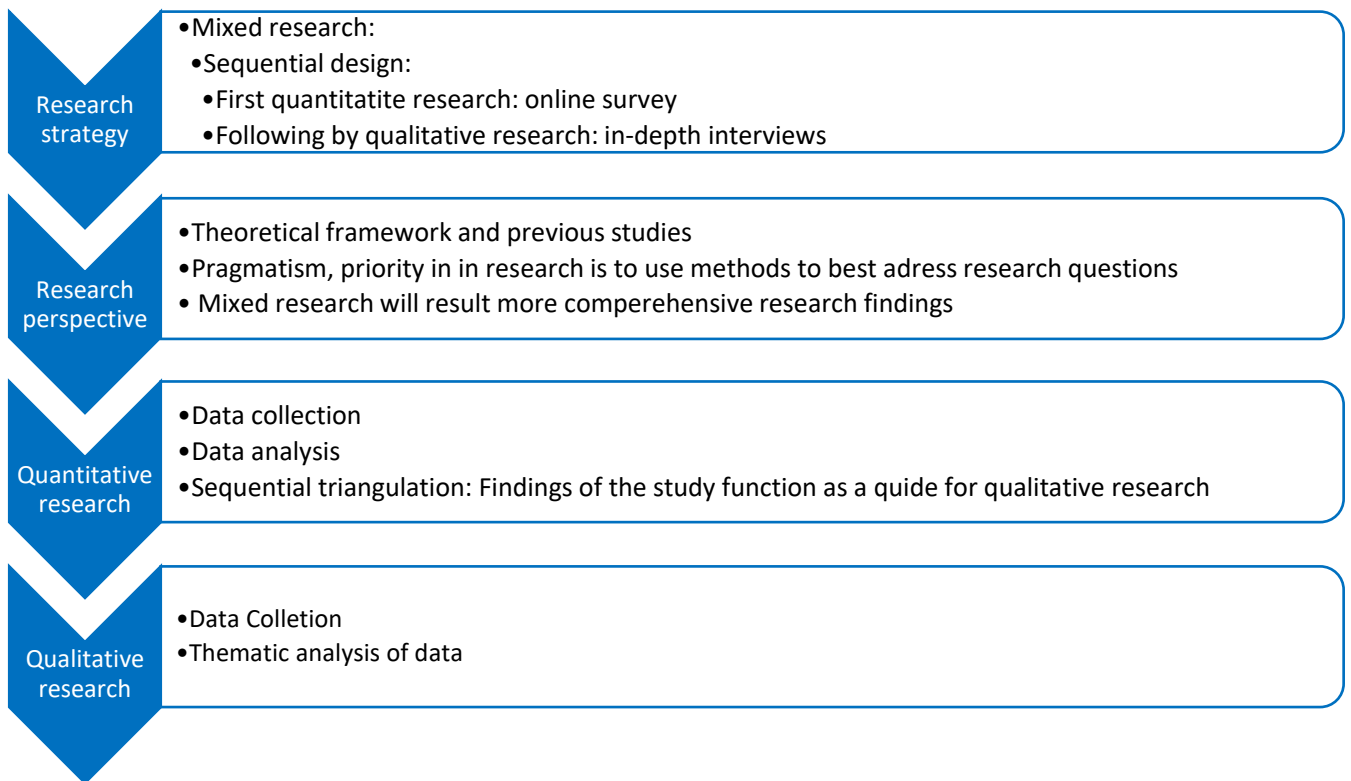 Research
strategy
•Mixed research:
•Sequential design:
•First quantitatite research: online survey
•Following by qualitative research: in-depth interviews
Research
perspective
•Theoretical framework and previous studies
•Pragmatism, priority in in research is to use methods to best adress research questions
• Mixed research will result more comperehensive research findings
Quantitative
research
•Data collection
•Data analysis
•Sequential triangulation: Findings of the study function as a quide for qualitative research
Qualitative
research
•Data Colletion
•Thematic analysis of data